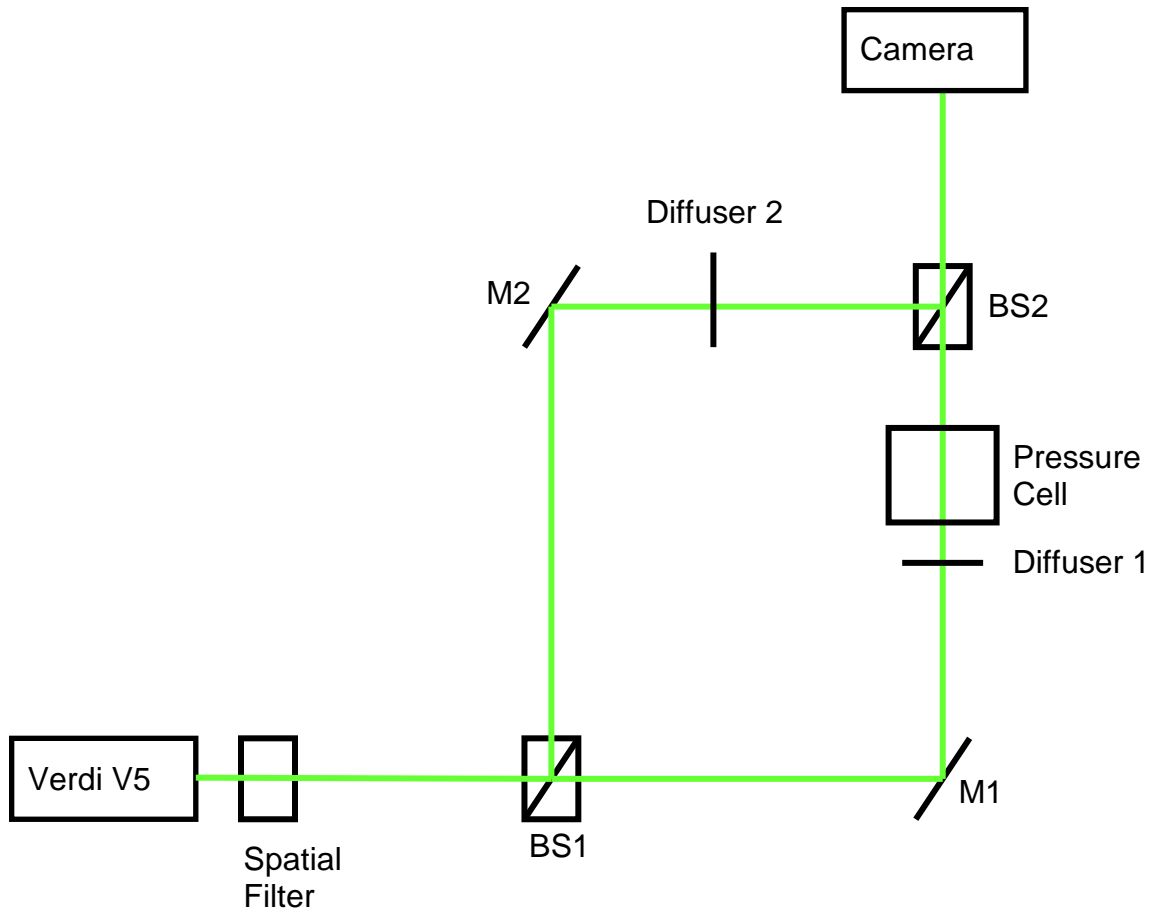 Camera
Diffuser 2
M2
BS2
Pressure
Cell
Diffuser 1
Verdi V5
M1
BS1
Spatial
Filter